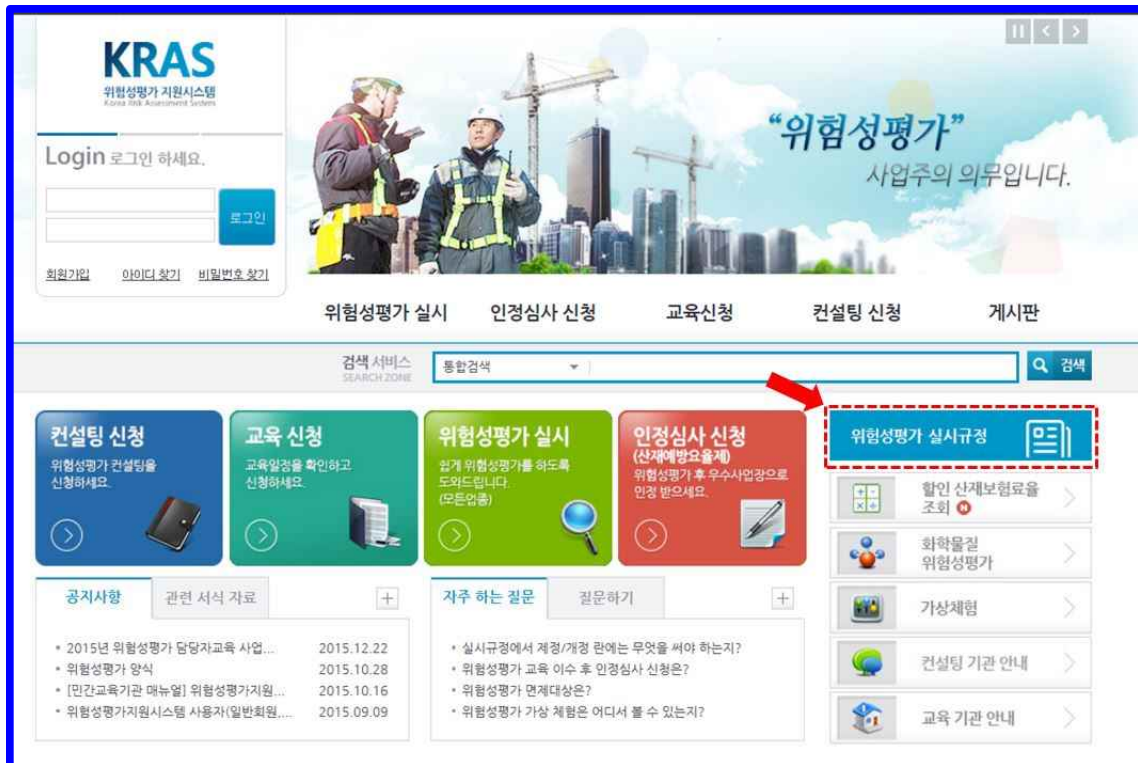 KRAS
위험성평가 지원시스템
Korea Risk Assessment System
Login 로그인 하세요.
로그인
회원가입 아이디 찾기 비밀번호 찾기
“위험성평가”
사업주의 의무입니다.
위험성평가 실시 인정심사 신청 교육신청 컨설팅 신청 게시판
검색 서비스
SEARCH ZONE
통합검색
검색
컨설팅 신청
위험성평가 컨설팅을
신청하세요.
교육 신청
교육일정을 확인하고
신청하세요.
위험성평가 실시
쉽게 위험성평가를 하도록
도와드립니다.
(모든업종)
인정심사 신청
(산재예방요율제)
위험성평가 후 우수사업장으로
인정 받으세요.
위험성평가 실시규정
할인 산재보험료율
조회 N
화학물질
위험성평가
가상체험
컨설팅 기관 안내
교육 기관 안내
공지사항 관련 서식 자료
2015년 위험성평가 담당자교육 사업... 2015.12.22
위험성평가 양식 2015.10.28
[민간교육기관 매뉴얼] 위험성평가지원... 2015.10.16
위험성평가지원시스템 사용자(일반회원,... 2015.09.09
자주 하는 질문 질문하기
실시규정에서 제정/개정 란에는 무엇을 써야 하는지?
위험성평가 교육 이수 후 인정심사 신청은?
위험성평가 면제대상은?
위험성평가 가상 체험은 어디서 볼 수 있는지?